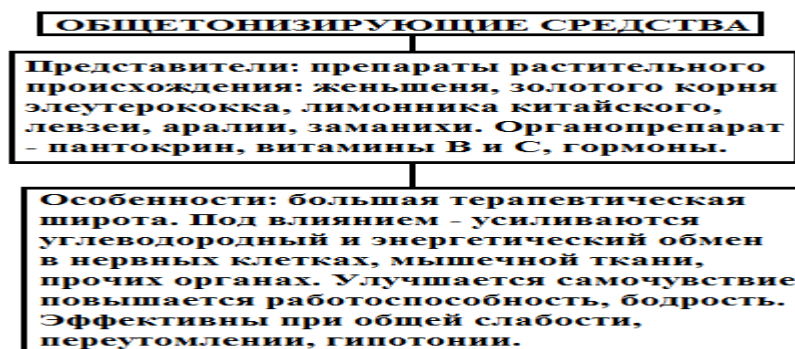 ОБЩЕТОНИЗИРУЮЩИЕ СРЕДСТВА
Представители: препараты растительного
происхождения: женьшеня, золотого корня
элеутерококка, лимонника китайского,
левзеи, аралии, заманихи. Органопрепарат
- пантокрин, витамины В и С, гормоны.
Особенности: большая терапевтическая
широта. Под влиянием - усиливаются
углеводородный и энергетический обмен
в нервных клетках, мышечной ткани,
прочих органах. Улучшается самочувствие
повышается работоспособность, бодрость.
Эффективны при общей слабости,
переутомлении, гипотонии.